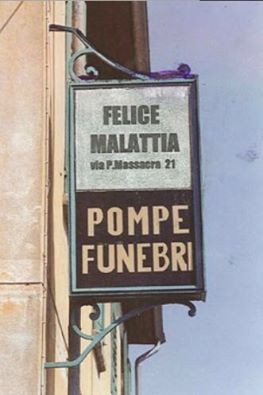 FELICE
MALATTIA
via P.Massacra 21
POMPE
FUNEBRI